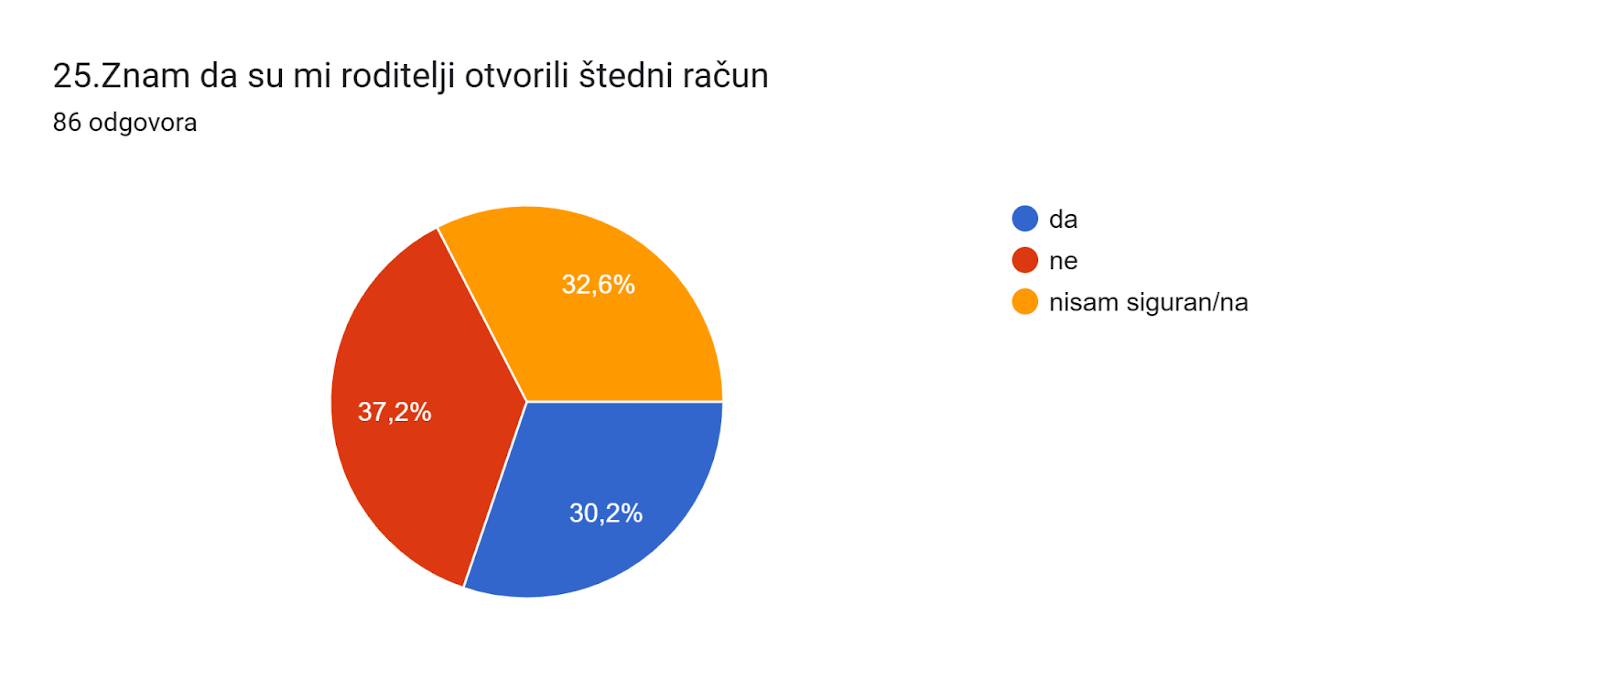 25.Znam da su mi roditelji otvorili štedni račun
86 odgovora
da
ne
nisam siguran/na
32,6%
37,2%
30,2%